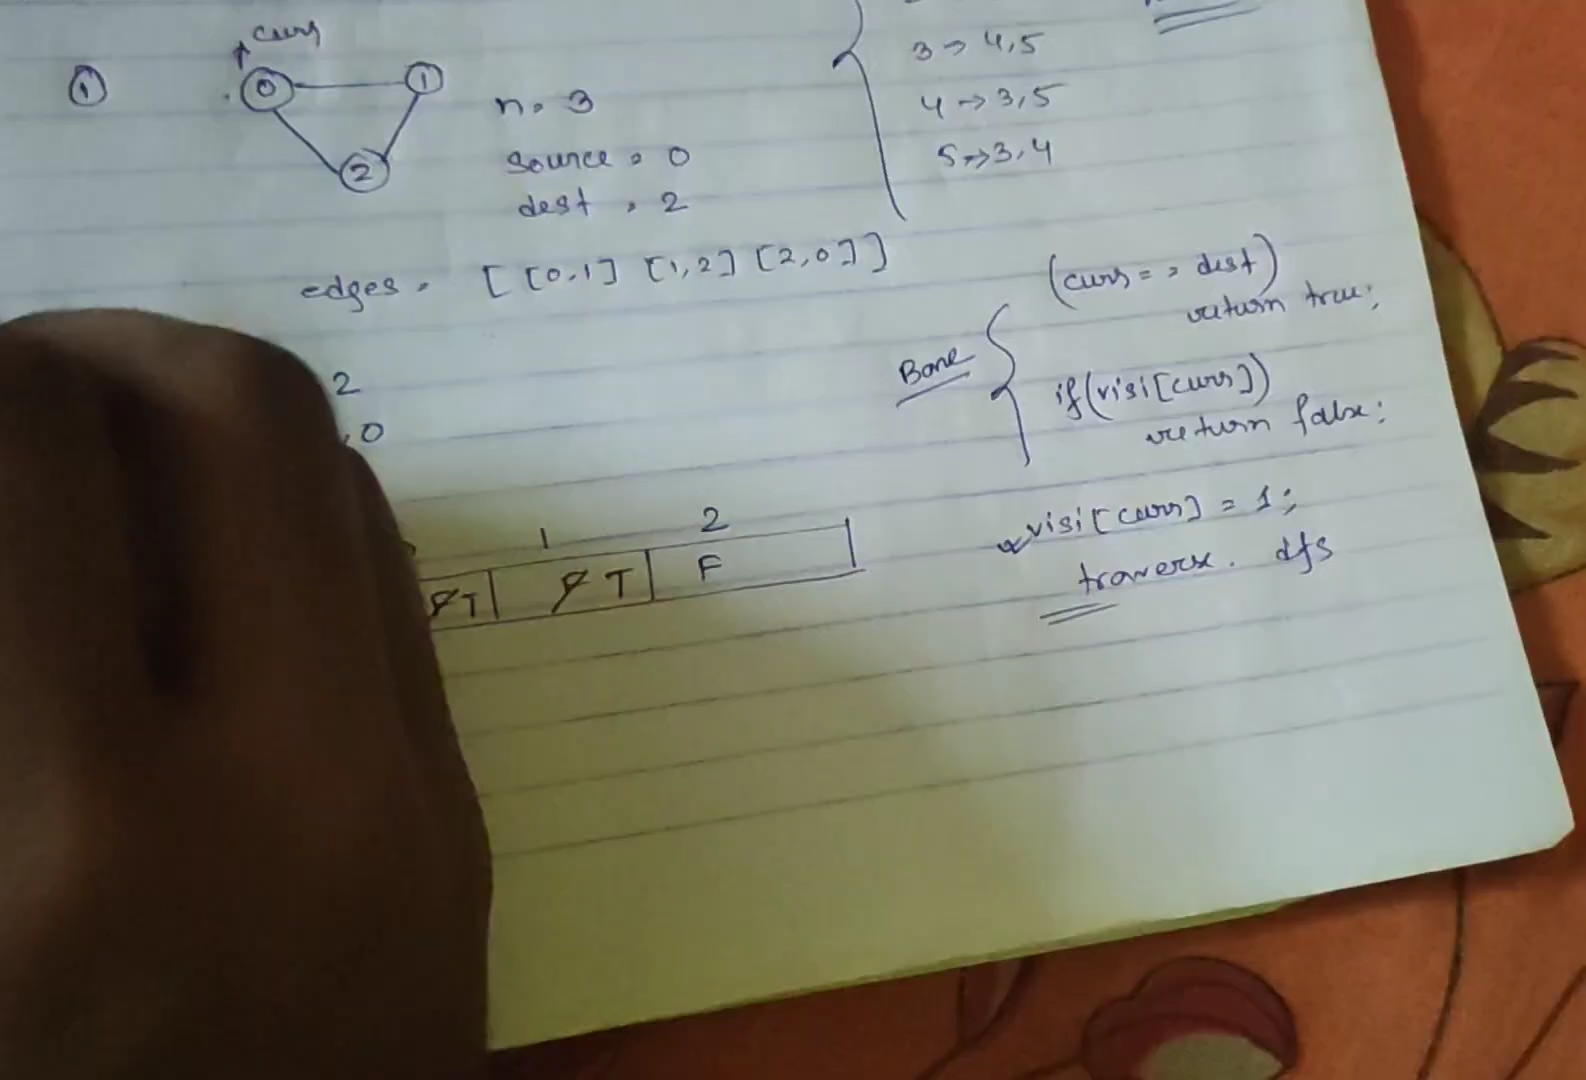 curr
①
0
1
2
n = 3
source = 0
dest = 2
3 → 4,5
4 → 3,5
5 → 3,4
edges = [[0,1] [1,2] [2,0]]
2
,0
1 2
F T F T F
Base
(curr == dest)
return true;
if(visi[curr])
return false;
visi[curr] = 1;
traverse. dfs